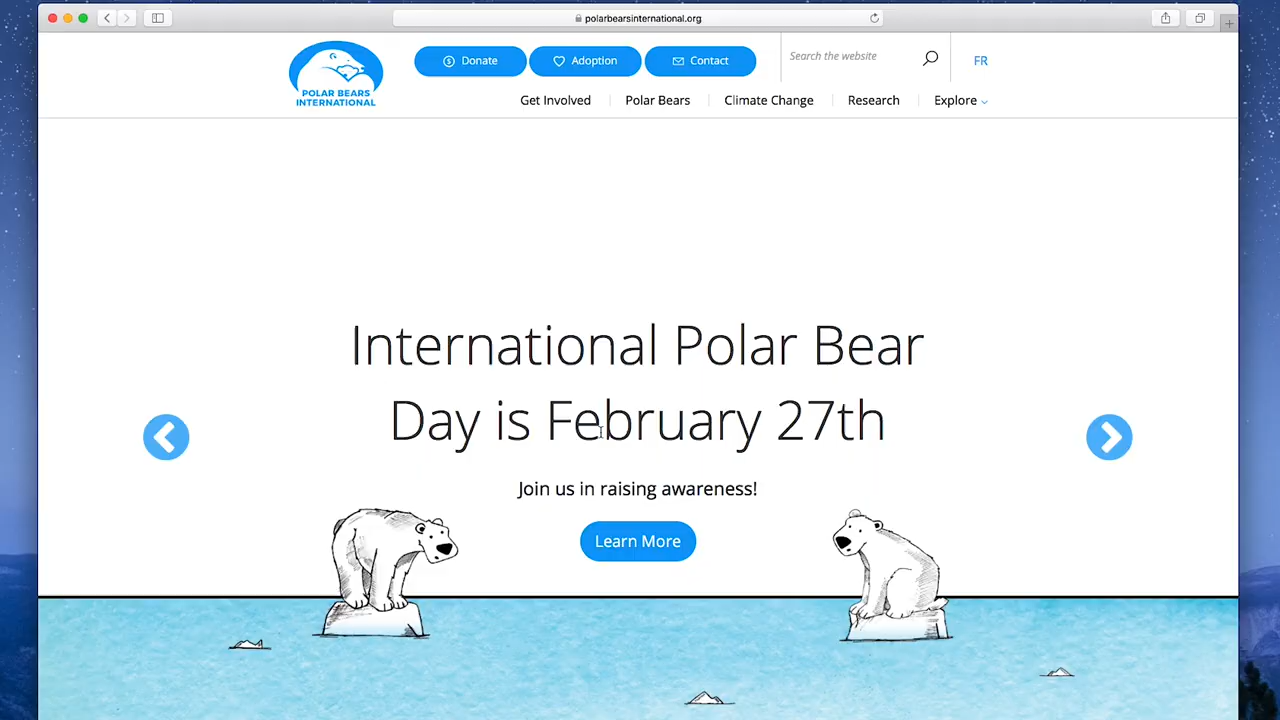 polarbearsinternational.org
POLAR BEARS
INTERNATIONAL
Donate
Adoption
Contact
Search the website
FR
Get Involved
Polar Bears
Climate Change
Research
Explore
International Polar Bear
Day is February 27th
Join us in raising awareness!
Learn More